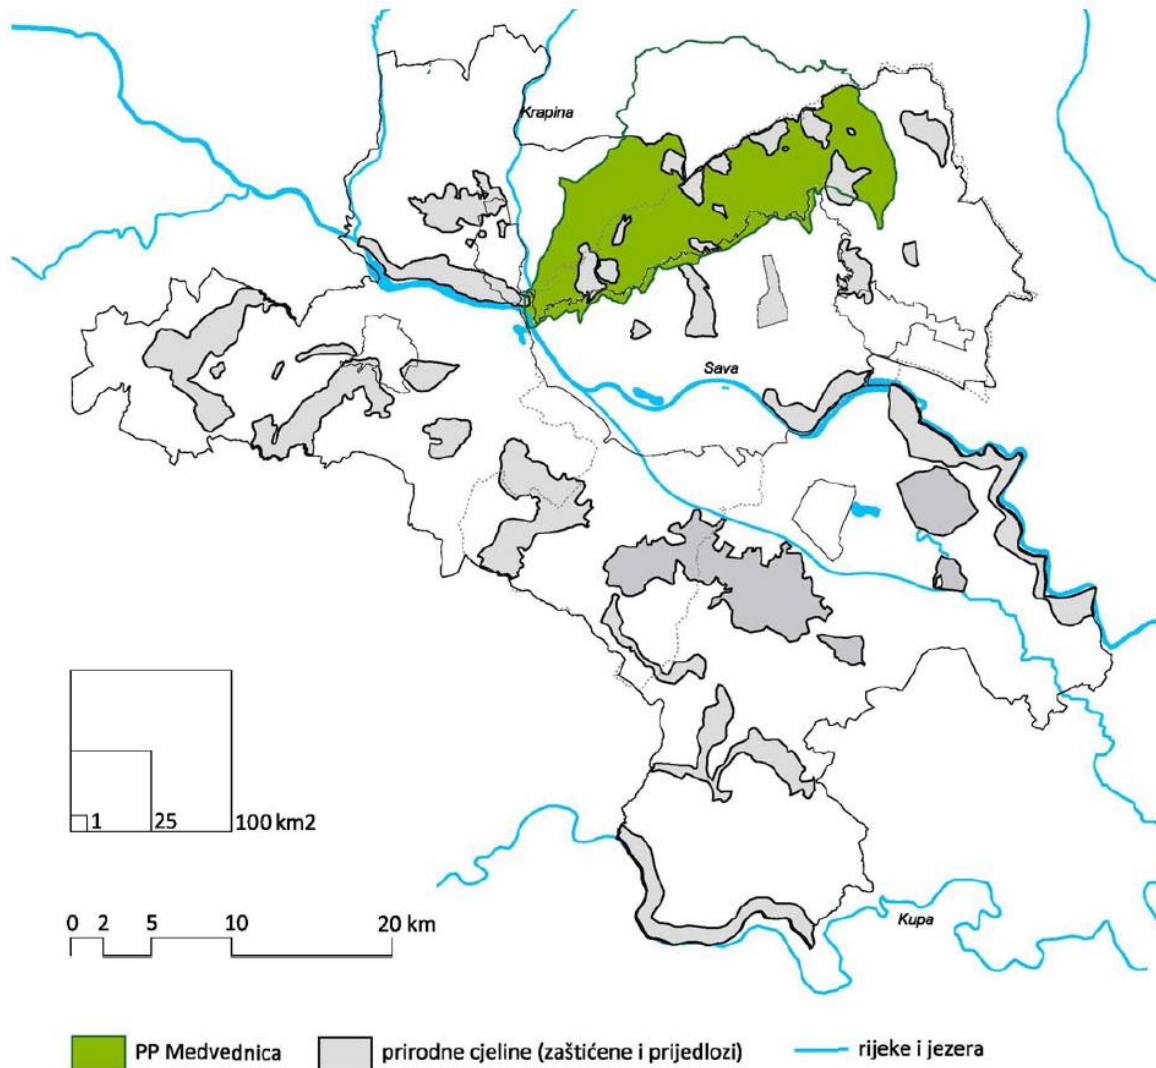 Krapina
Sava
1
25
100 km2
0 2 5 10 20 km
Kupa
PP Medvednica
prirodne cjeline (zaštićene i prijedlozi)
rijeke i jezera